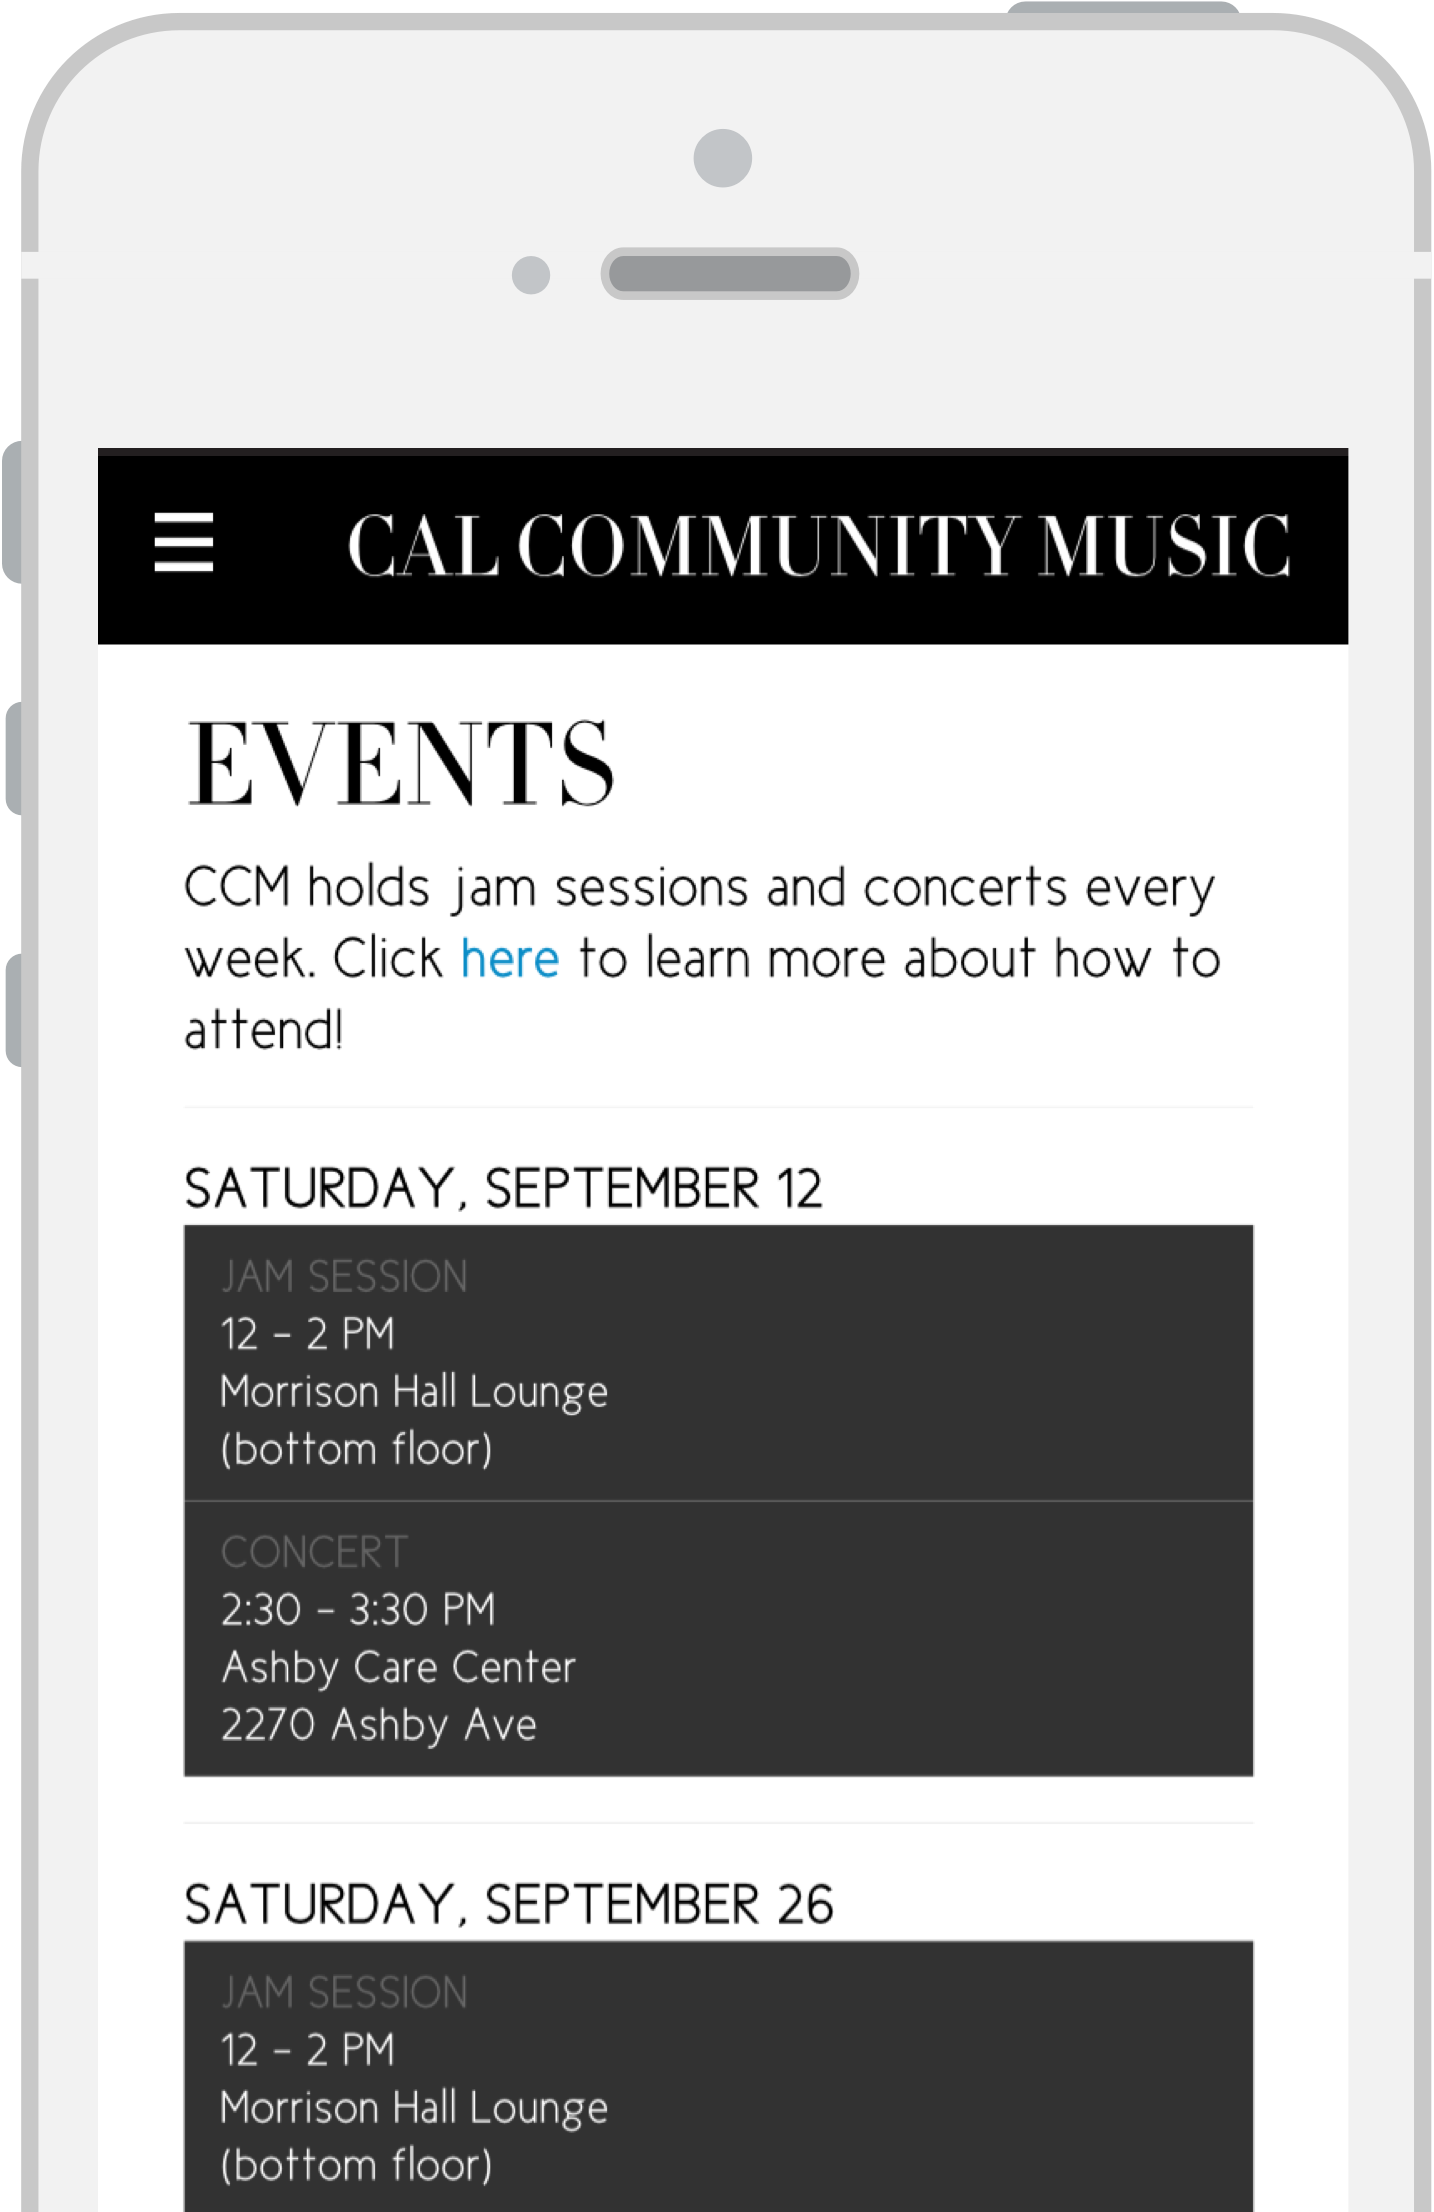 CAL COMMUNITY MUSIC
EVENTS
CCM holds jam sessions and concerts every
week. Click here to learn more about how to
attend!
SATURDAY, SEPTEMBER 12
JAM SESSION
12 – 2 PM
Morrison Hall Lounge
(bottom floor)
CONCERT
2:30 – 3:30 PM
Ashby Care Center
2270 Ashby Ave
SATURDAY, SEPTEMBER 26
JAM SESSION
12 – 2 PM
Morrison Hall Lounge
(bottom floor)